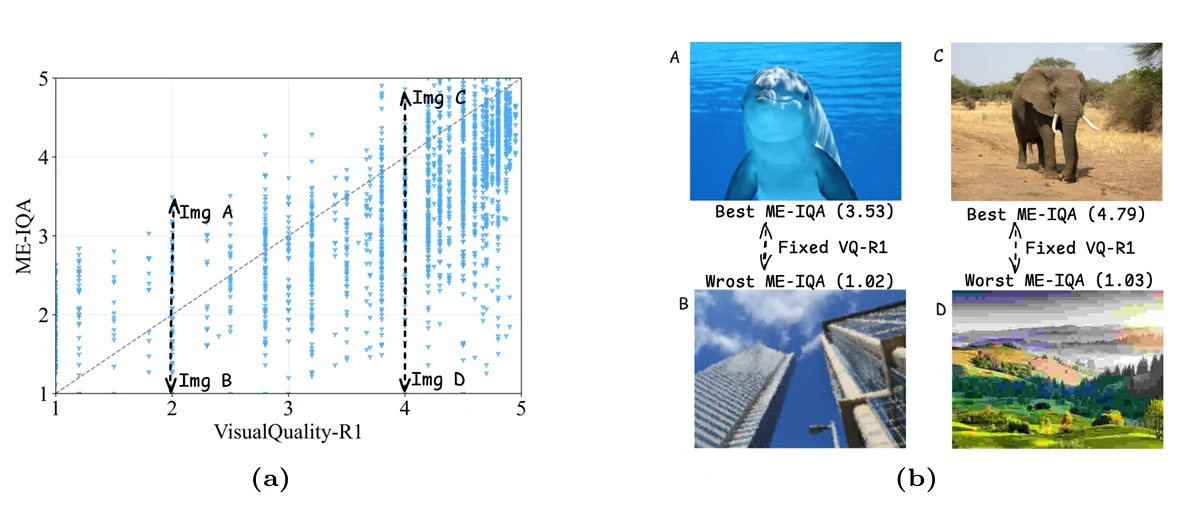 5
4
3
2
1
ME-IQA
Img A
Img B
Img C
Img D
1 2 3 4 5
VisualQuality-R1
(a)
A
Best ME-IQA (3.53)
Fixed VQ-R1
Wrost ME-IQA (1.02)
B
C
Best ME-IQA (4.79)
Fixed VQ-R1
Worst ME-IQA (1.03)
D
(b)